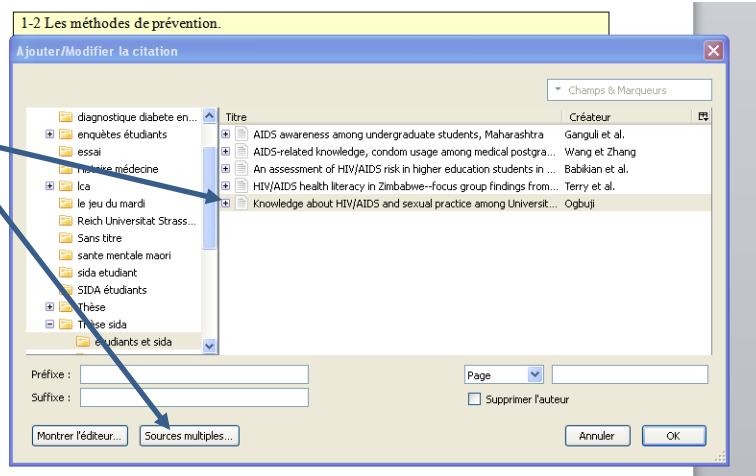 1-2 Les méthodes de prévention.
Ajouter/Modifier la citation
Champs & Marqueurs
diagnostique diabete en...
enquètes étudiants
essai
Histoire médecine
lca
le jeu du mardi
Reich Universitat Strass...
Sans titre
sante mentale maori
sida etudiant
SIDA étudiants
Thèse
Thèse sida
étudiants et sida
Titre Créateur
AIDS awareness among undergraduate students, Maharashtra Ganguli et al.
AIDS-related knowledge, condom usage among medical postgra... Wang et Zhang
An assessment of HIV/AIDS risk in higher education students in ... Babikian et al.
HIV/AIDS health literacy in Zimbabwe--focus group findings from... Terry et al.
Knowledge about HIV/AIDS and sexual practice among Universit... Ogbuji
Préfixe :
Suffixe :
Page
Supprimer l'auteur
Montrer l'éditeur... Sources multiples... Annuler OK